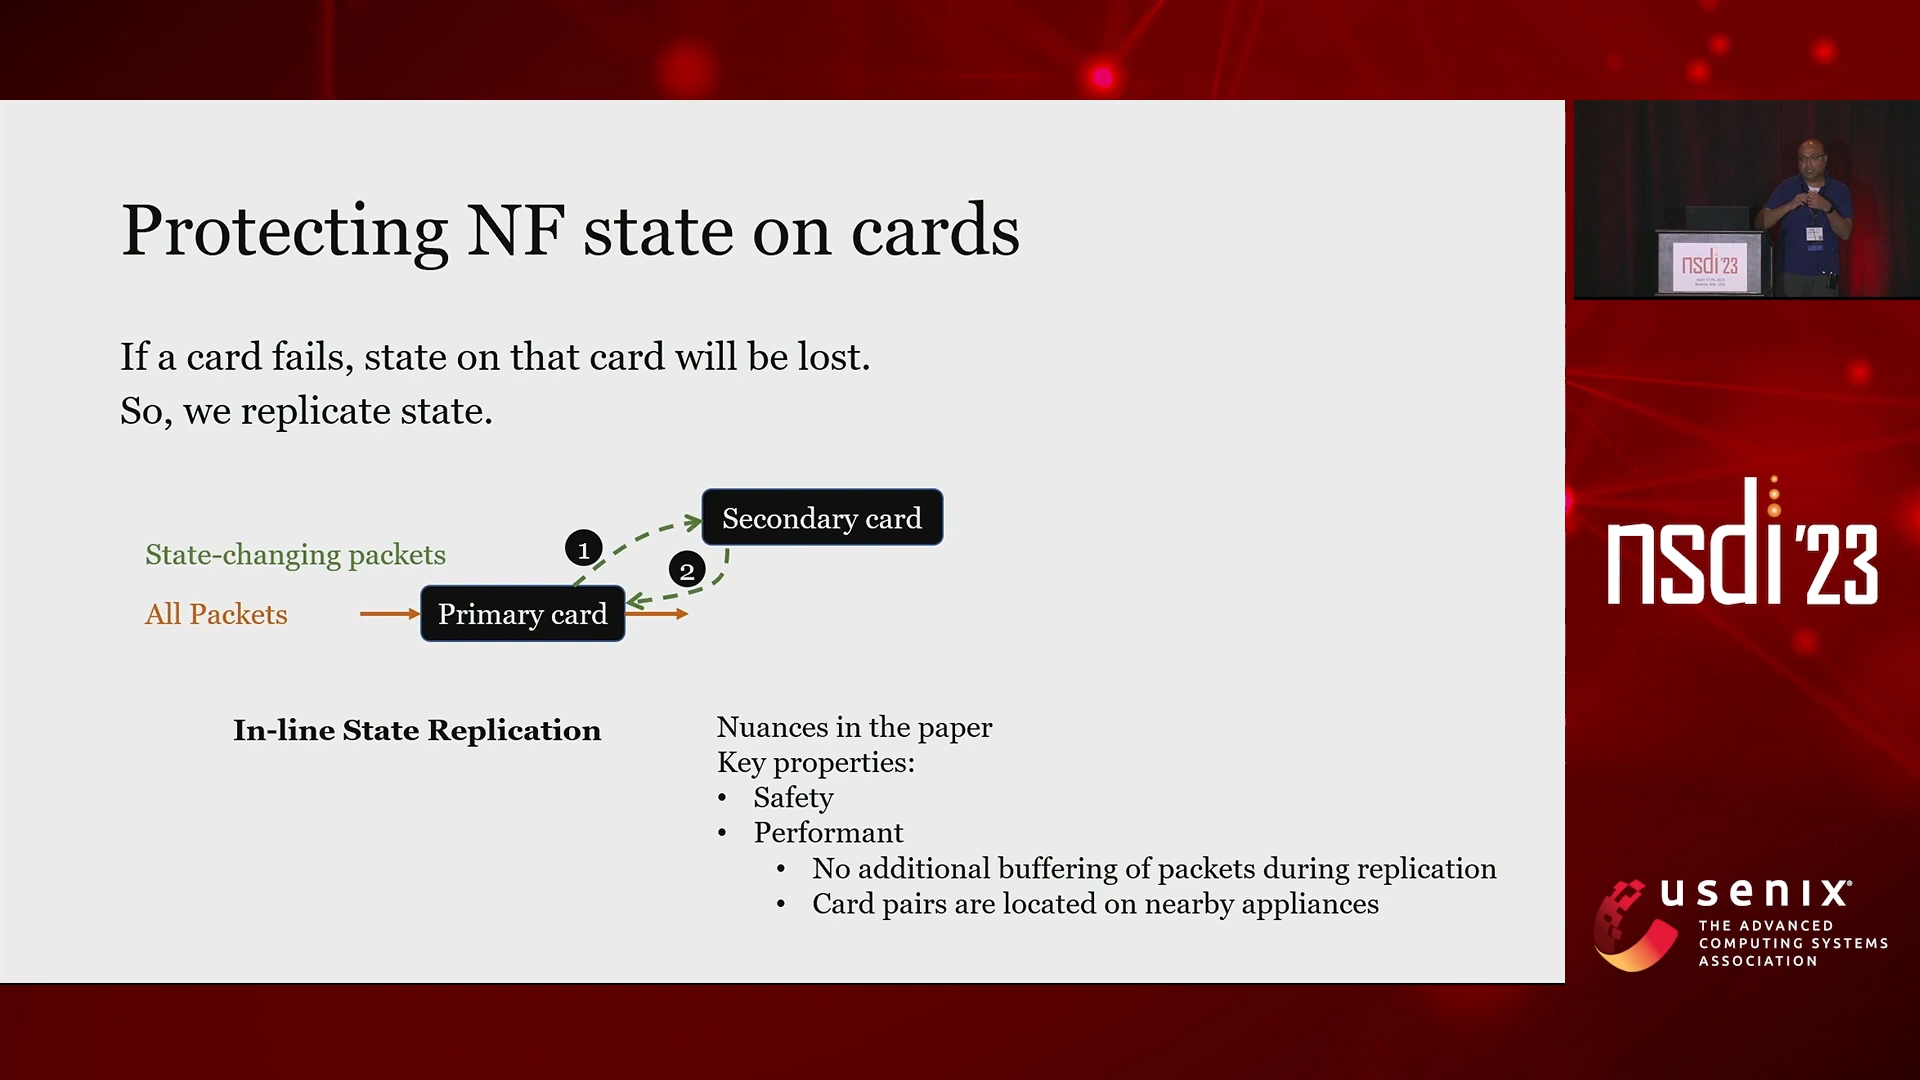 Protecting NF state on cards
If a card fails, state on that card will be lost.
So, we replicate state.
Secondary card
1
State-changing packets
2
All Packets
Primary card
In-line State Replication
Nuances in the paper
Key properties:
• Safety
• Performant
• No additional buffering of packets during replication
• Card pairs are located on nearby appliances
nsdi '23
nsdi '23
usenix®
THE ADVANCED
COMPUTING SYSTEMS
ASSOCIATION